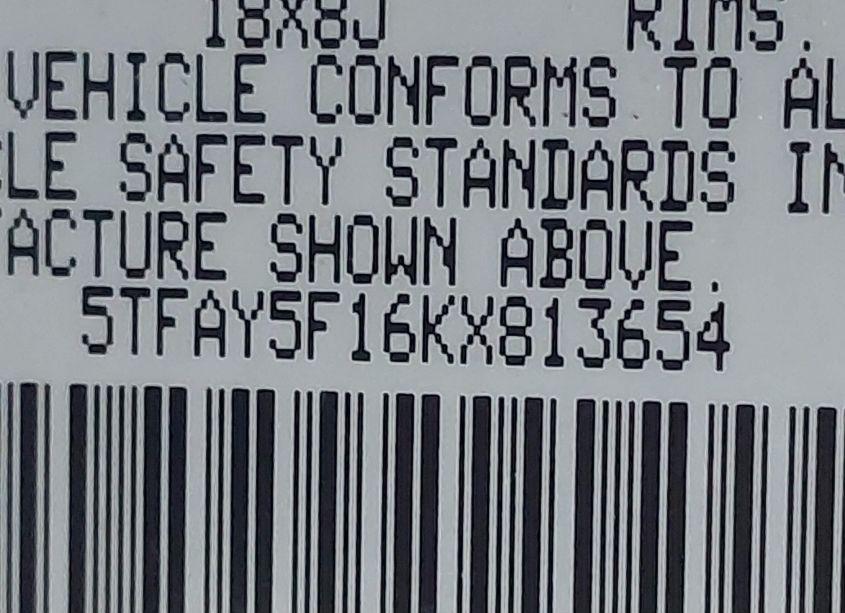 18X8J RIMS.
VEHICLE CONFORMS TO AL
LE SAFETY STANDARDS IN
ACTURE SHOWN ABOVE.
5TFAY5F16KX813654